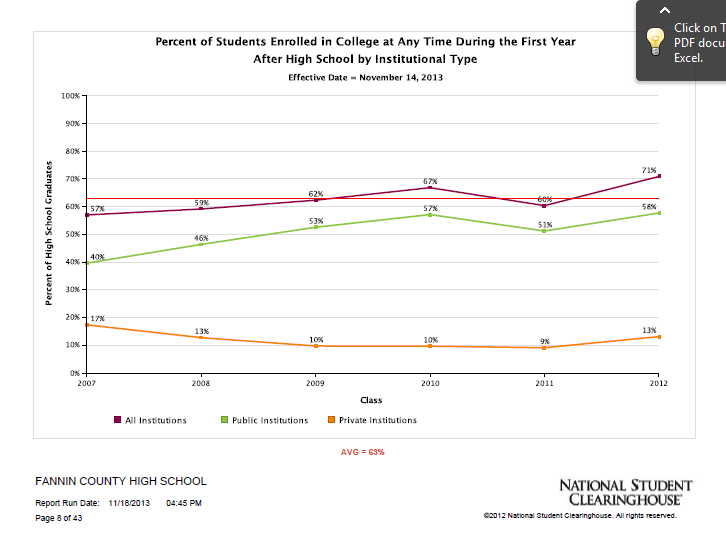 Click on T
PDF docu
Excel.
Percent of Students Enrolled in College at Any Time During the First Year
After High School by Institutional Type
Effective Date = November 14, 2013
Percent of High School Graduates
100%
90%
80%
70%
60%
50%
40%
30%
20%
10%
0%
57% 59% 62% 67% 60% 71%
40% 46% 53% 57% 51% 58%
17% 13% 10% 10% 9% 13%
2007 2008 2009 2010 2011 2012
Class
All Institutions Public Institutions Private Institutions
AVG = 63%
FANNIN COUNTY HIGH SCHOOL
Report Run Date: 11/18/2013 04:45 PM
Page 8 of 43
NATIONAL STUDENT
CLEARINGHOUSE®
©2012 National Student Clearinghouse. All rights reserved.